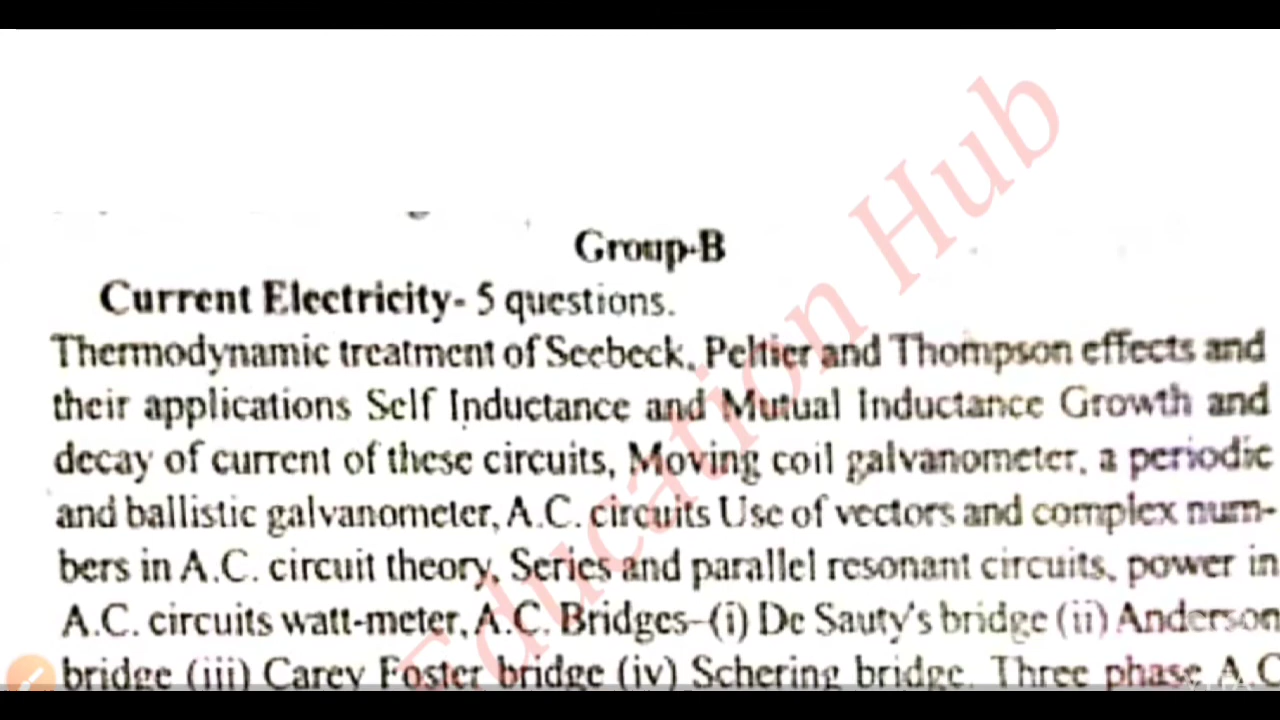 Group-B
Current Electricity- 5 questions.
Thermodynamic treatment of Seebeck, Peltier and Thompson effects and
their applications Self Inductance and Mutual Inductance Growth and
decay of current of these circuits, Moving coil galvanometer, a periodic
and ballistic galvanometer, A.C. circuits Use of vectors and complex num-
bers in A.C. circuit theory, Series and parallel resonant circuits, power in
A.C. circuits watt-meter, A.C. Bridges-(i) De Sauty's bridge (ii) Anderson
bridge (iii) Carey Foster bridge (iv) Schering bridge. Three phase A.C
Education Hub